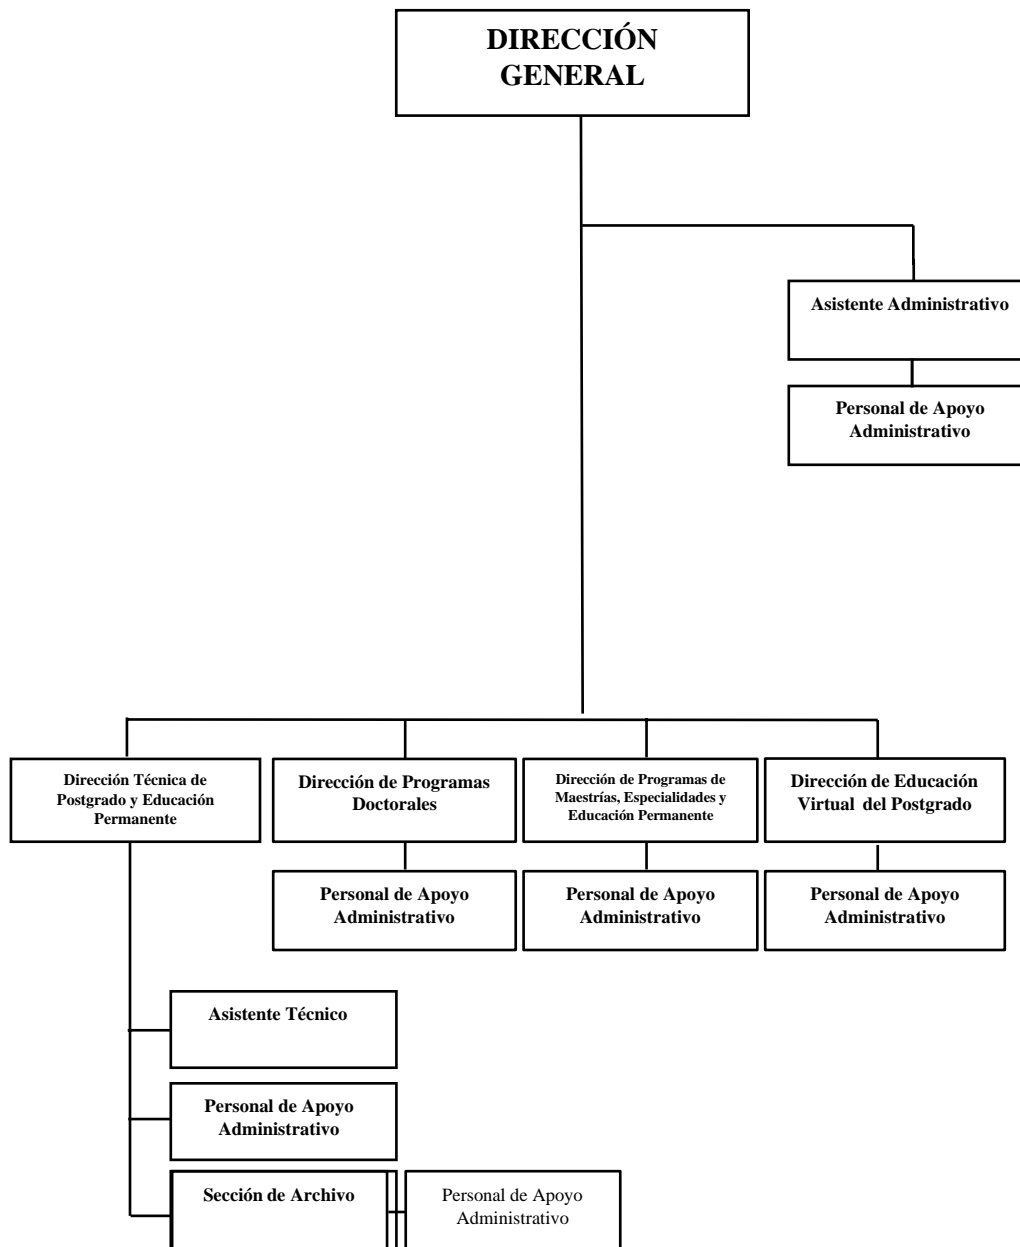 DIRECCIÓN
GENERAL
Asistente Administrativo
Personal de Apoyo
Administrativo
Dirección Técnica de
Postgrado y Educación
Permanente
Dirección de Programas
Doctorales
Dirección de Programas de
Maestrías, Especialidades y
Educación Permanente
Dirección de Educación
Virtual del Postgrado
Personal de Apoyo
Administrativo
Personal de Apoyo
Administrativo
Personal de Apoyo
Administrativo
Asistente Técnico
Personal de Apoyo
Administrativo
Sección de Archivo
Personal de Apoyo
Administrativo